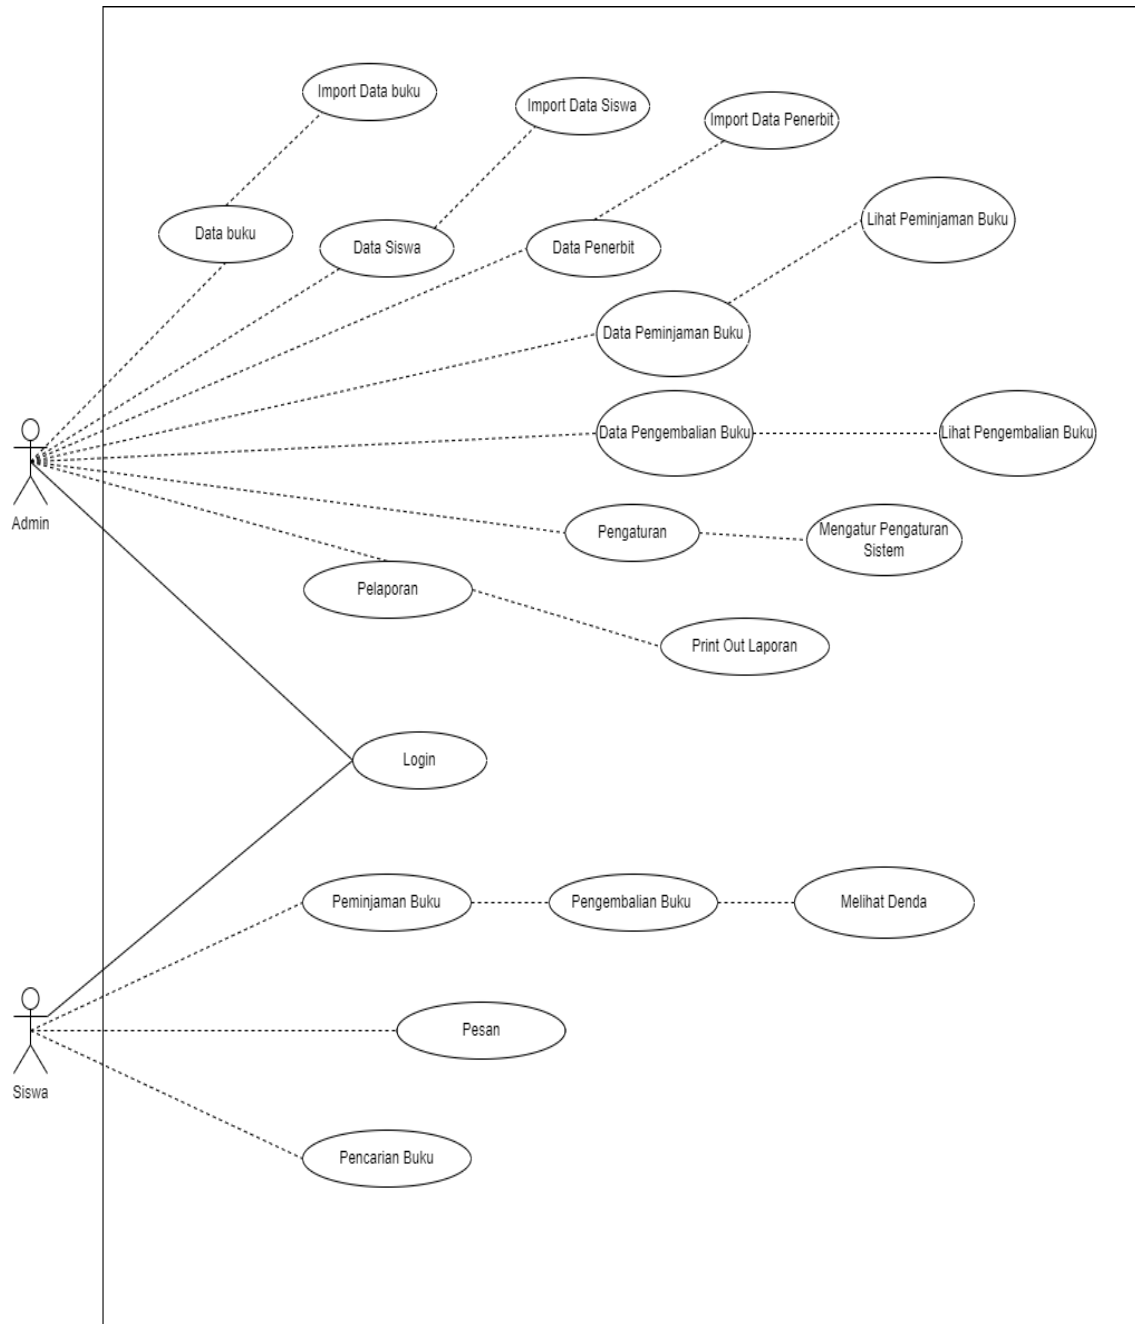 Import Data buku
Import Data Siswa
Import Data Penerbit
Lihat Peminjaman Buku
Data buku
Data Siswa
Data Penerbit
Data Peminjaman Buku
Data Pengembalian Buku
Lihat Pengembalian Buku
Admin
Pengaturan
Mengatur Pengaturan
Sistem
Pelaporan
Print Out Laporan
Login
Peminjaman Buku
Pengembalian Buku
Melihat Denda
Pesan
Siswa
Pencarian Buku